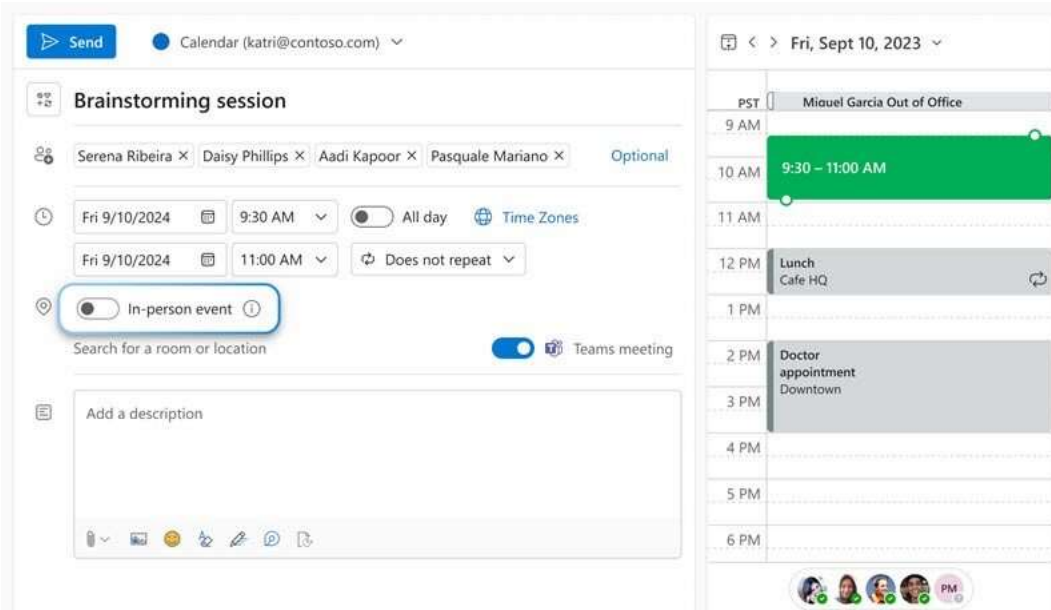 Send
Calendar (katri@contoso.com)
Brainstorming session
Serena Ribeira × Daisy Phillips × Aadi Kapoor × Pasquale Mariano × Optional
Fri 9/10/2024 9:30 AM All day Time Zones
Fri 9/10/2024 11:00 AM Does not repeat
In-person event
Search for a room or location Teams meeting
Add a description
Fri, Sept 10, 2023
PST Miguel Garcia Out of Office
9 AM
9:30 – 11:00 AM
10 AM
11 AM
12 PM Lunch
Cafe HQ
1 PM
2 PM Doctor
appointment
Downtown
3 PM
4 PM
5 PM
6 PM
PM